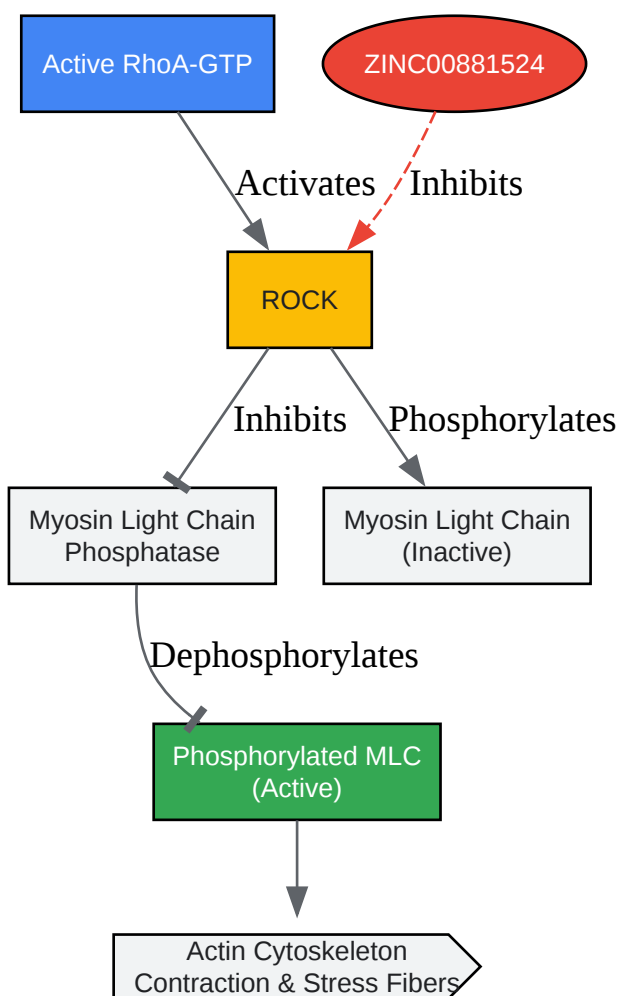 Active RhoA-GTP
ZINC00881524
Activates
Inhibits
ROCK
Inhibits
Phosphorylates
Myosin Light Chain
Phosphatase
Myosin Light Chain
(Inactive)
Dephosphorylates
Phosphorylated MLC
(Active)
Actin Cytoskeleton
Contraction & Stress Fibers